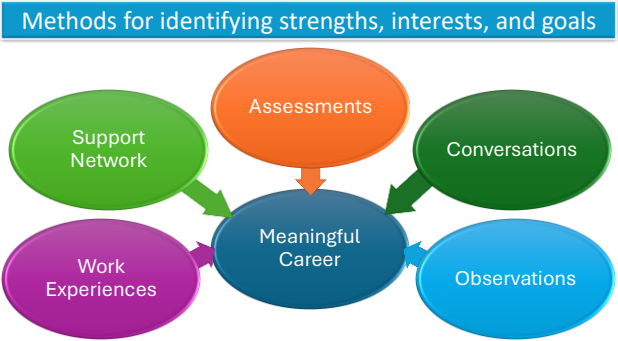 Methods for identifying strengths, interests, and goals
Assessments
Support
Network
Conversations
Meaningful
Career
Work
Experiences
Observations